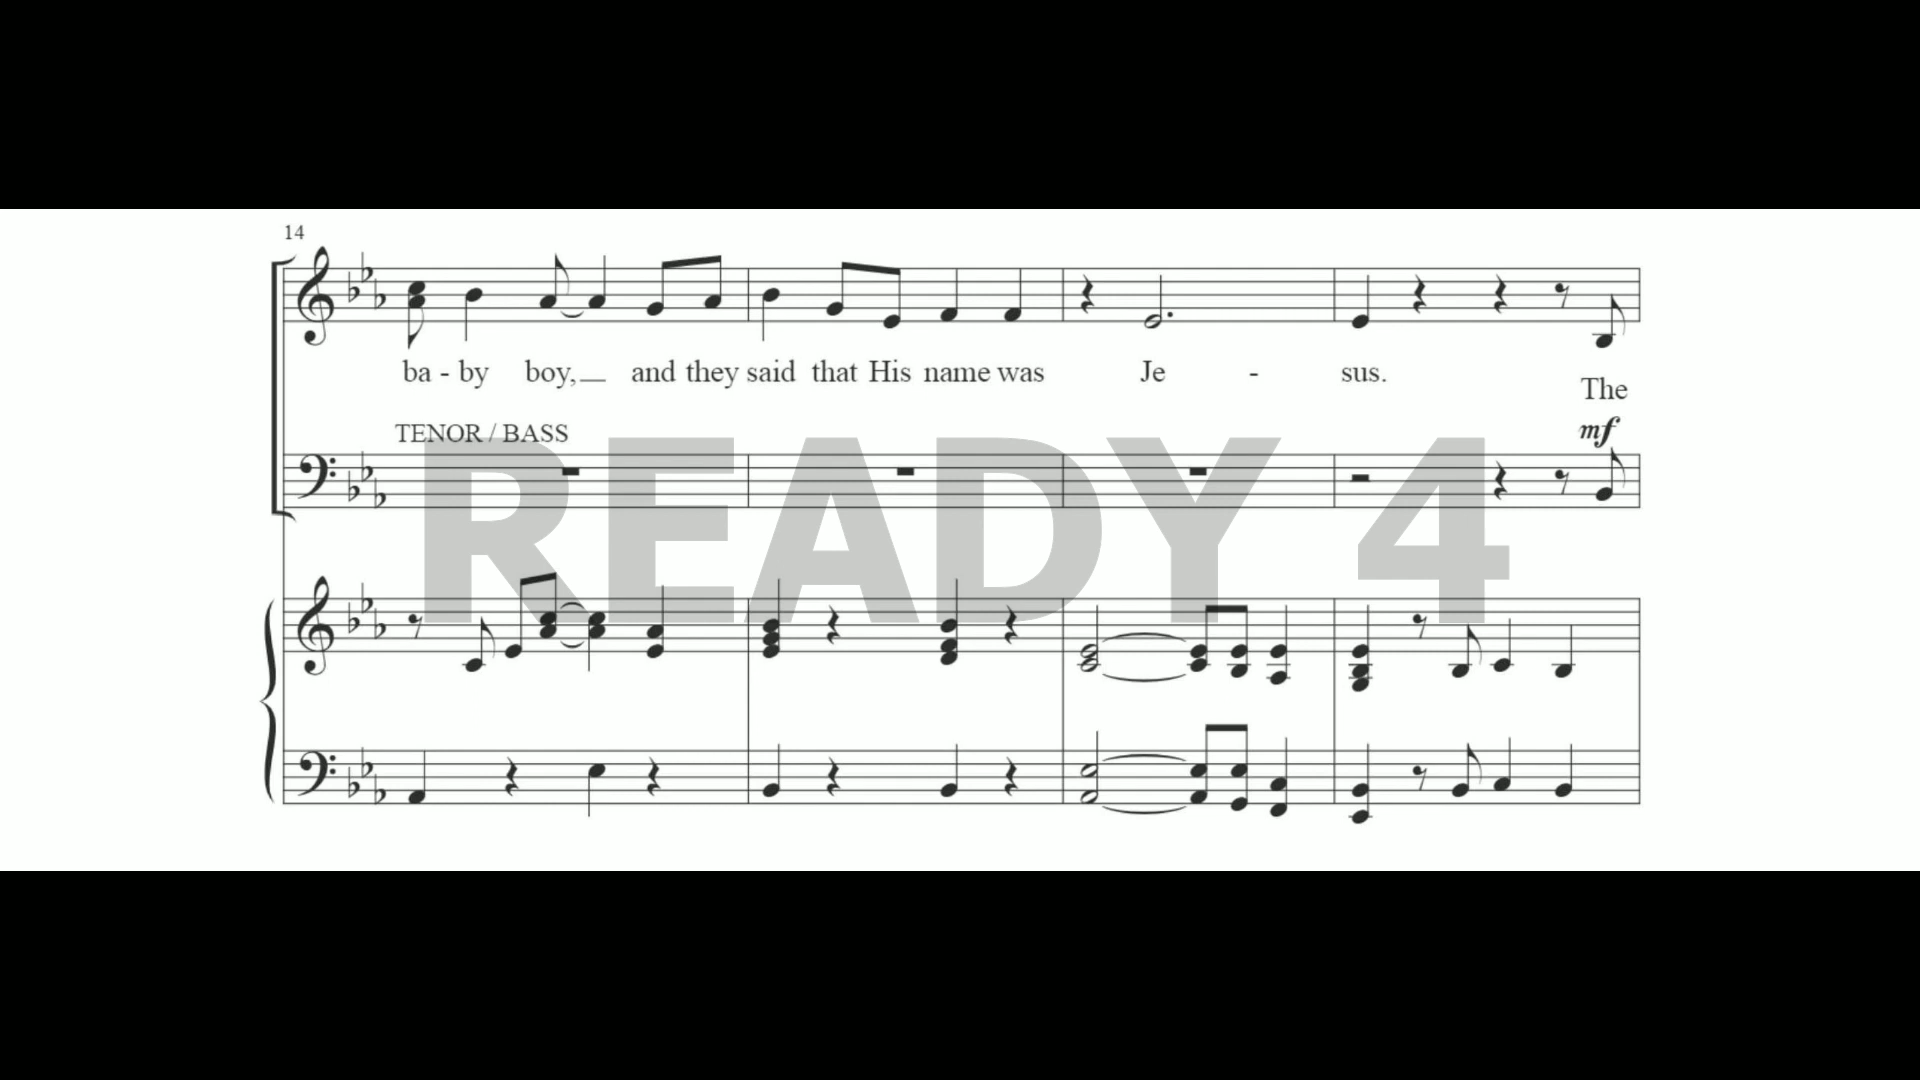 14
ba - by boy, and they said that His name was Je - sus.
The
TENOR / BASS
mf
READY 4